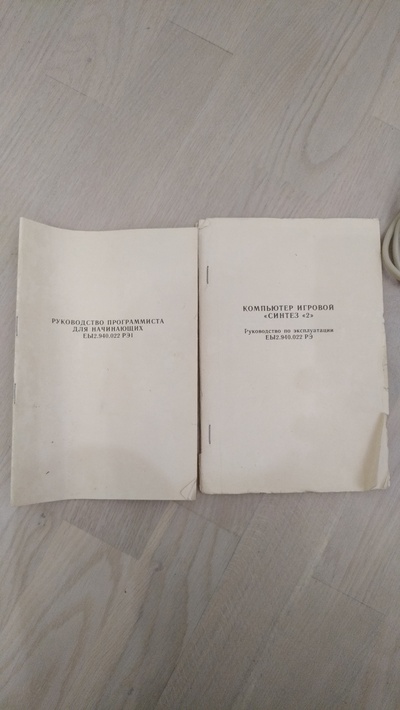 РУКОВОДСТВО ПРОГРАММИСТА
ДЛЯ НАЧИНАЮЩИХ
ЕЫ2.940.022 РЭ1
КОМПЬЮТЕР ИГРОВОЙ
«СИНТЕЗ «2»
Руководство по эксплуатации
ЕЫ2.940.022 РЭ